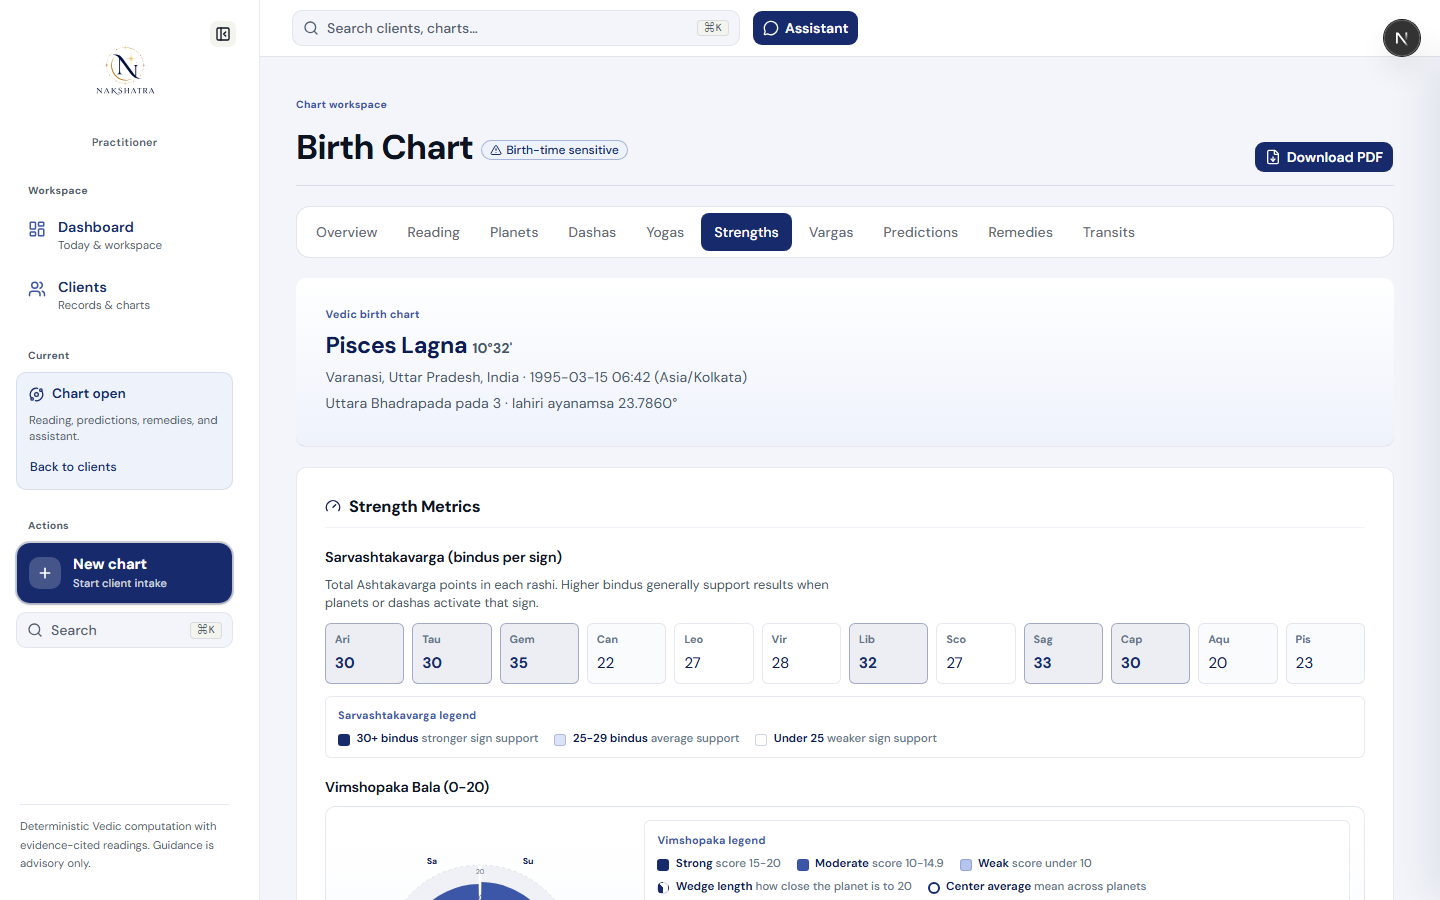 NAKSHATRA
Practitioner
Workspace
Dashboard
Today & workspace
Clients
Records & charts
Current
Chart open
Reading, predictions, remedies, and
assistant.
Back to clients
Actions
New chart
Start client intake
Search ⌘K
Deterministic Vedic computation with
evidence-cited readings. Guidance is
advisory only.
Search clients, charts... ⌘K
Assistant
N
Chart workspace
Birth Chart Birth-time sensitive
Download PDF
Overview Reading Planets Dashas Yogas Strengths Vargas Predictions Remedies Transits
Vedic birth chart
Pisces Lagna 10°32'
Varanasi, Uttar Pradesh, India · 1995-03-15 06:42 (Asia/Kolkata)
Uttara Bhadrapada pada 3 · lahiri ayanamsa 23.7860°
Strength Metrics
Sarvashtakavarga (bindus per sign)
Total Ashtakavarga points in each rashi. Higher bindus generally support results when
planets or dashas activate that sign.
Ari Tau Gem Can Leo Vir Lib Sco Sag Cap Aqu Pis
30 30 35 22 27 28 32 27 33 30 20 23
Sarvashtakavarga legend
30+ bindus stronger sign support 25-29 bindus average support Under 25 weaker sign support
Vimshopaka Bala (0-20)
Sa Su
20
Vimshopaka legend
Strong score 15-20 Moderate score 10-14.9 Weak score under 10
Wedge length how close the planet is to 20 Center average mean across planets